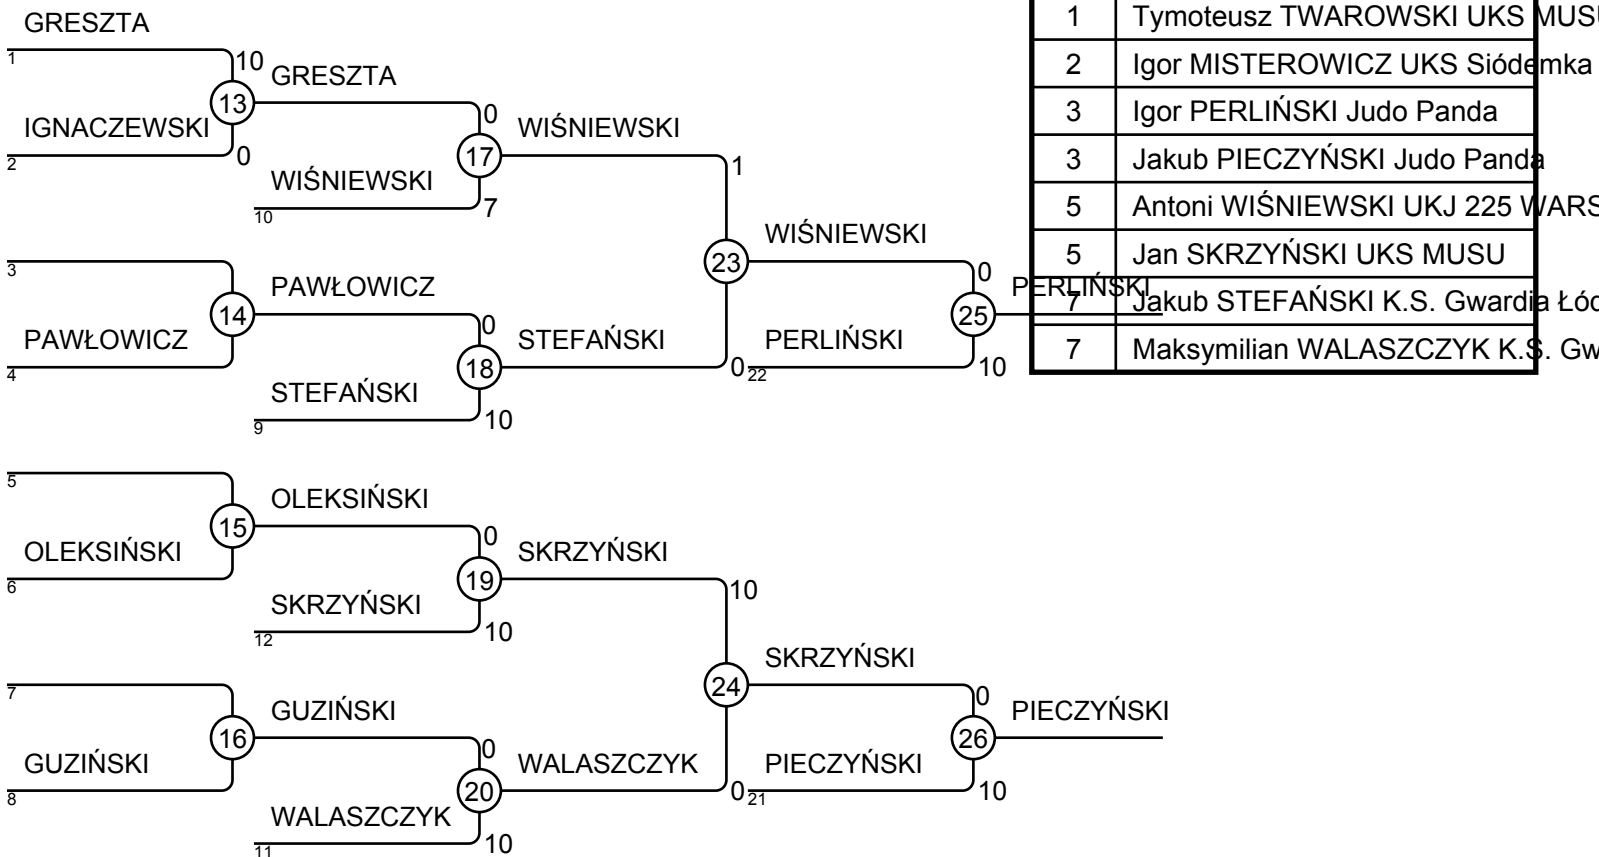 GRESZTA
1
10
13
GRESZTA
IGNACZEWSKI
2
0
0
17
WIŚNIEWSKI
WIŚNIEWSKI
10
7
1
3
14
PAWŁOWICZ
PAWŁOWICZ
4
0
18
STEFAŃSKI
STEFAŃSKI
9
10
0
23
WIŚNIEWSKI
0
25
PERLIŃSKI
PERLIŃSKI
22
10
5
15
OLEKSIŃSKI
OLEKSIŃSKI
6
0
19
SKRZYŃSKI
SKRZYŃSKI
12
10
10
7
16
GUZIŃSKI
GUZIŃSKI
8
0
20
WALASZCZYK
WALASZCZYK
11
10
0
24
SKRZYŃSKI
0
26
PIECZYŃSKI
PIECZYŃSKI
21
10
1 Tymoteusz TWAROWSKI UKS MUSU
2 Igor MISTEROWICZ UKS Siódemka
3 Igor PERLIŃSKI Judo Panda
3 Jakub PIECZYŃSKI Judo Panda
5 Antoni WIŚNIEWSKI UKJ 225 WARS
5 Jan SKRZYŃSKI UKS MUSU
7 Jakub STEFAŃSKI K.S. Gwardia Łód
7 Maksymilian WALASZCZYK K.S. Gw